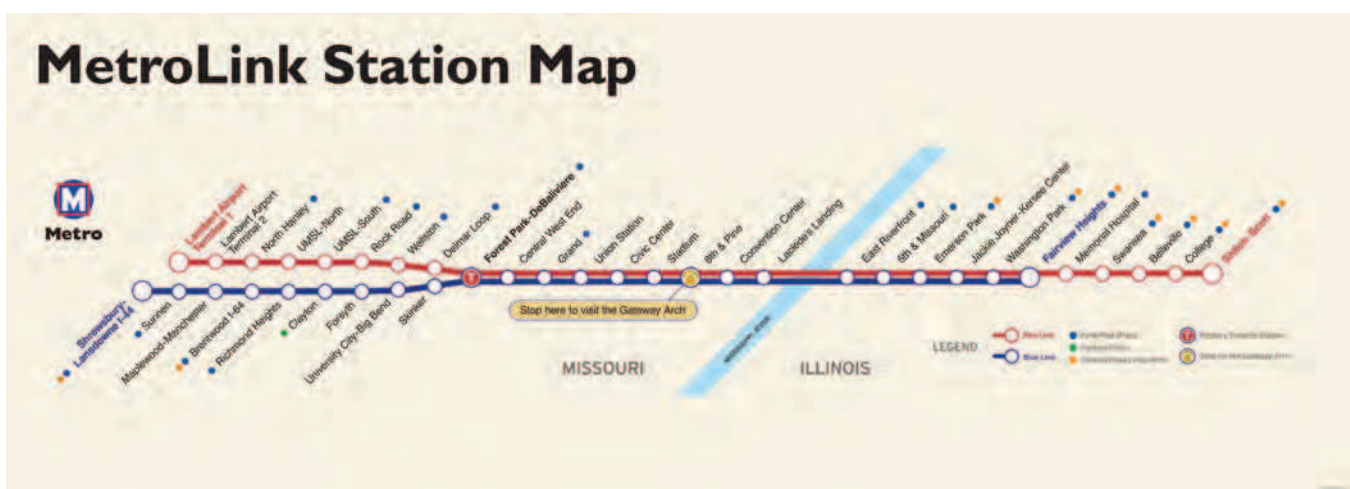 MetroLink Station Map
M
Metro
Lambert Airport
Terminal 1
Lambert Airport
Terminal 2
North Hanley
UMSL-North
UMSL-South
Rock Road
Wellston
Delmar Loop
Forest Park-DeBaliviere
Central West End
Grand
Union Station
Civic Center
Stadium
8th & Pine
Convention Center
Laclede's Landing
East Riverfront
5th & Missouri
Emerson Park
Jackie Joyner-Kersee Center
Washington Park
Fairview Heights
Memorial Hospital
Swansea
Belleville
College
Shiloh-Scott
Shrewsbury-
Lansdowne I-44
Sunnen
Maplewood-Manchester
Brentwood I-64
Richmond Heights
Clayton
Forsyth
University City-Big Bend
Skinker
Stop here to visit the Gateway Arch
MISSOURI
ILLINOIS
LEGEND
Red Line
Blue Line